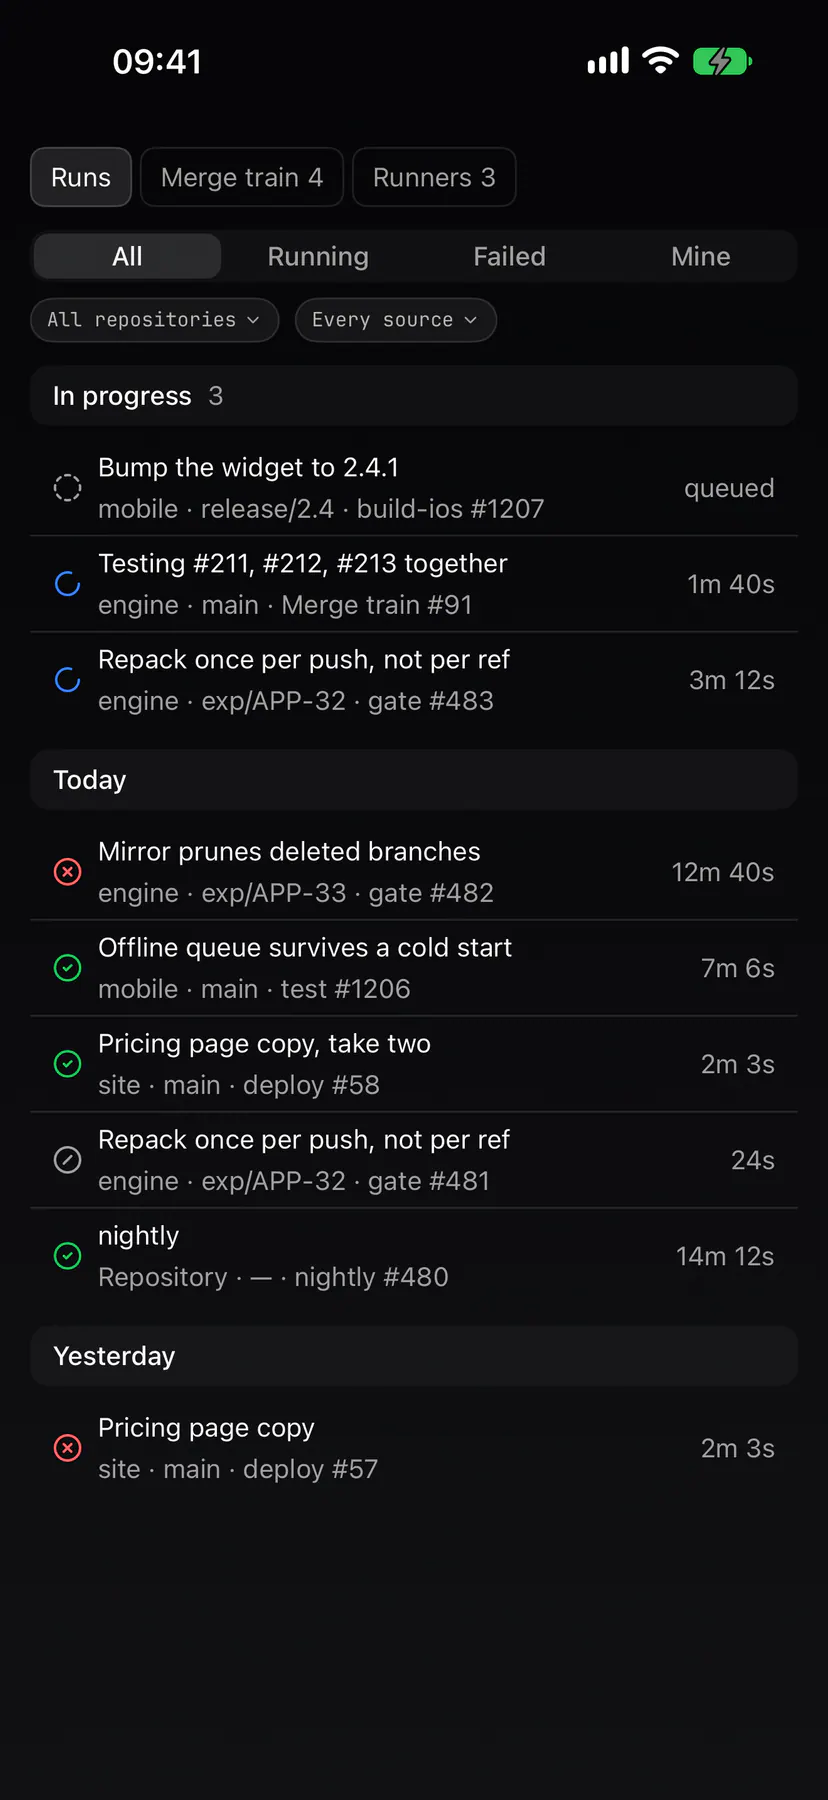 09:41
Runs
Merge train 4
Runners 3
All
Running
Failed
Mine
All repositories
Every source
In progress 3
Bump the widget to 2.4.1
mobile · release/2.4 · build-ios #1207
queued
Testing #211, #212, #213 together
engine · main · Merge train #91
1m 40s
Repack once per push, not per ref
engine · exp/APP-32 · gate #483
3m 12s
Today
Mirror prunes deleted branches
engine · exp/APP-33 · gate #482
12m 40s
Offline queue survives a cold start
mobile · main · test #1206
7m 6s
Pricing page copy, take two
site · main · deploy #58
2m 3s
Repack once per push, not per ref
engine · exp/APP-32 · gate #481
24s
nightly
Repository · — · nightly #480
14m 12s
Yesterday
Pricing page copy
site · main · deploy #57
2m 3s